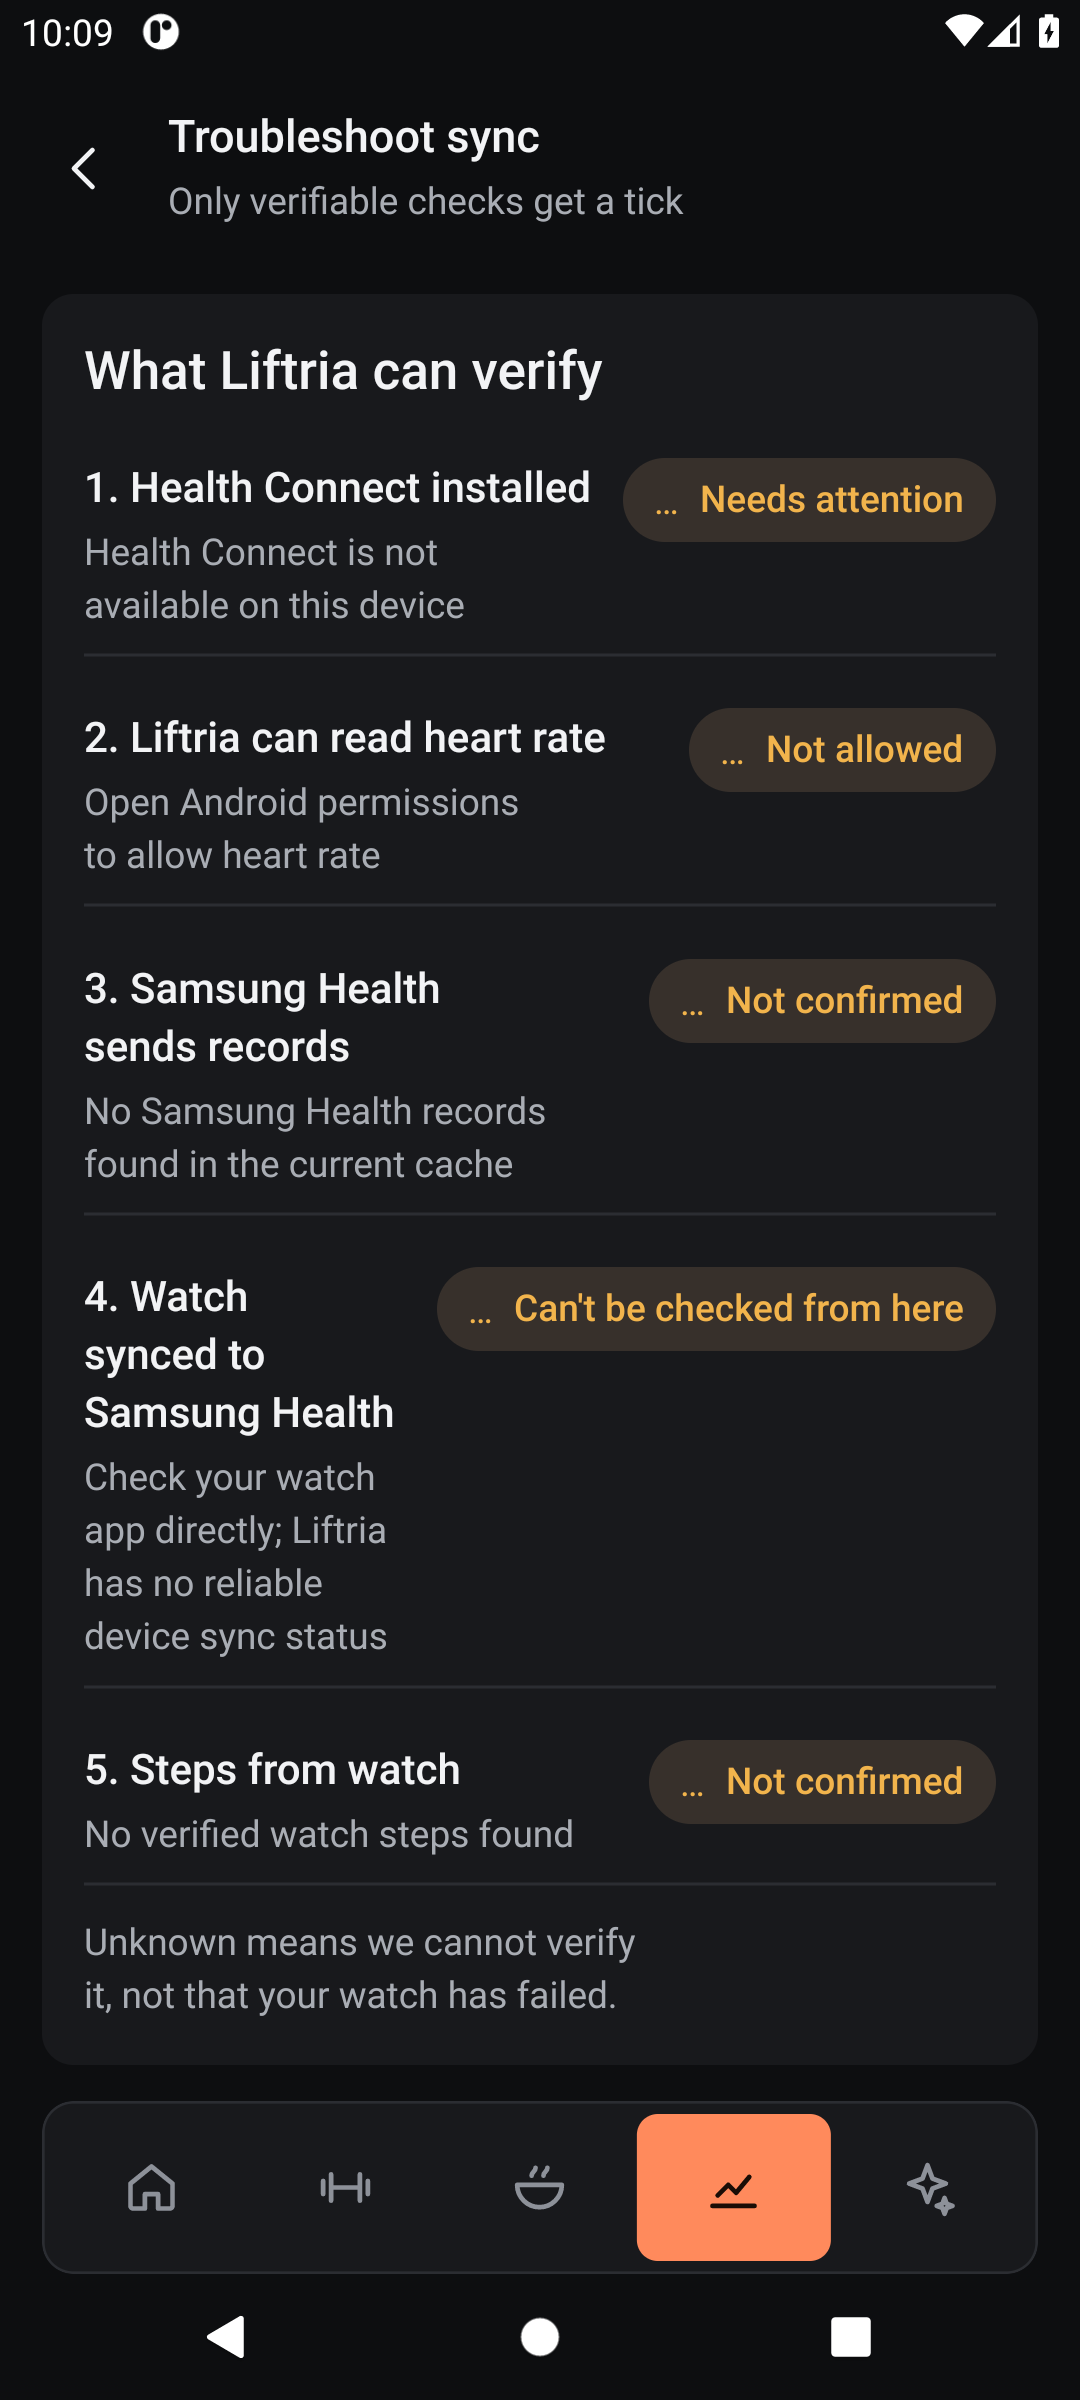 10:09
Troubleshoot sync
Only verifiable checks get a tick
What Liftria can verify
1. Health Connect installed
... Needs attention
Health Connect is not
available on this device
2. Liftria can read heart rate
... Not allowed
Open Android permissions
to allow heart rate
3. Samsung Health
sends records
... Not confirmed
No Samsung Health records
found in the current cache
4. Watch
synced to
Samsung Health
... Can't be checked from here
Check your watch
app directly; Liftria
has no reliable
device sync status
5. Steps from watch
... Not confirmed
No verified watch steps found
Unknown means we cannot verify
it, not that your watch has failed.